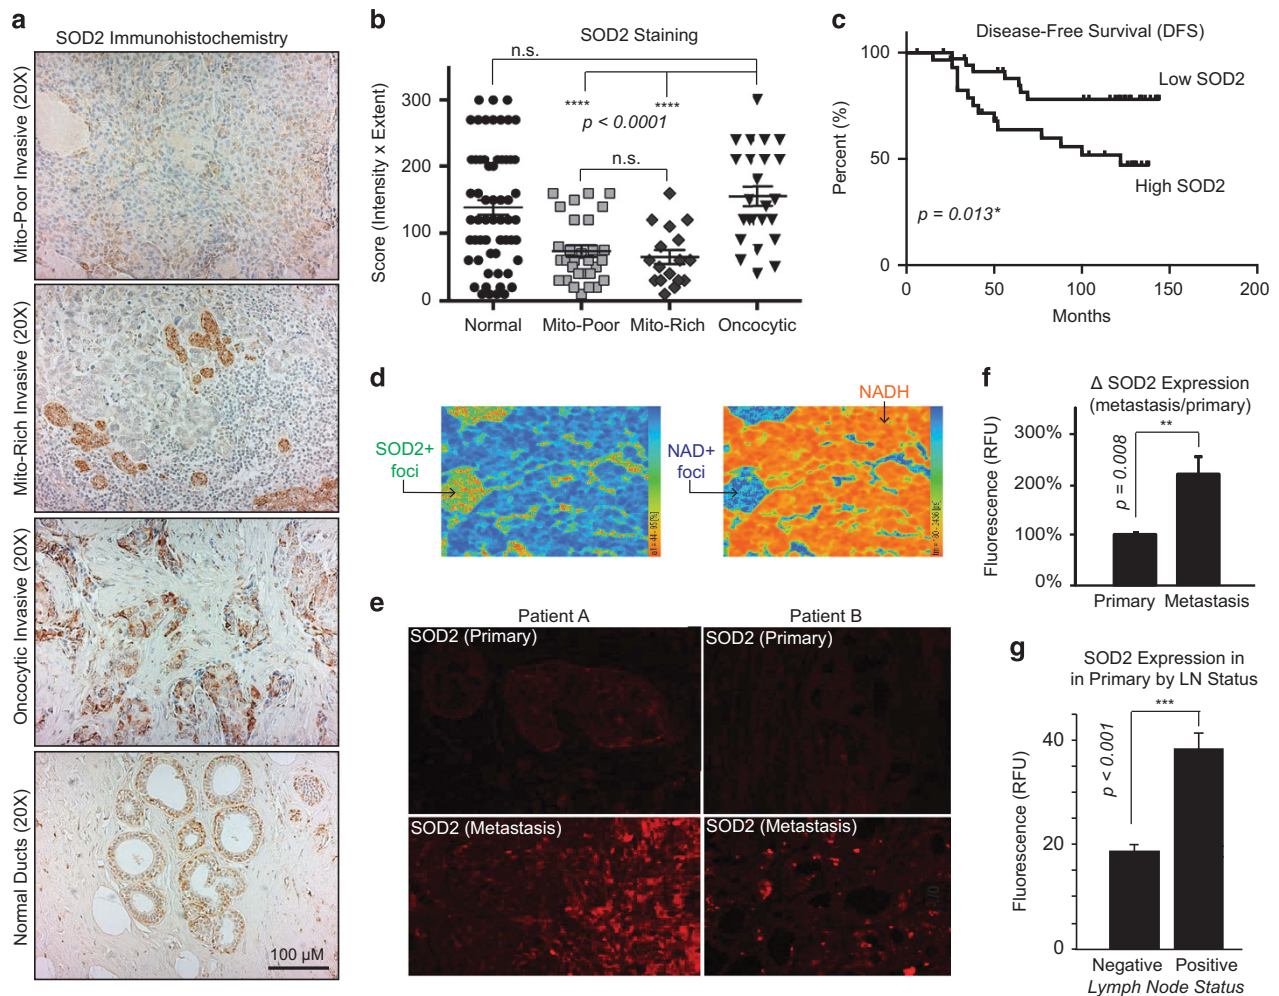 a
SOD2 Immunohistochemistry
Mito-Poor Invasive (20X)
Mito-Rich Invasive (20X)
Oncocytic Invasive (20X)
Normal Ducts (20X)
100 µM
b
SOD2 Staining
n.s.
****
****
p < 0.0001
n.s.
Score (Intensity x Extent)
300
200
100
0
Normal
Mito-Poor
Mito-Rich
Oncocytic
c
Disease-Free Survival (DFS)
Percent (%)
100
50
0
Low SOD2
High SOD2
p = 0.013*
0
50
100
150
200
Months
d
SOD2+
foci
NADH
NAD+
foci
e
Patient A
Patient B
SOD2 (Primary)
SOD2 (Primary)
SOD2 (Metastasis)
SOD2 (Metastasis)
f
Δ SOD2 Expression
(metastasis/primary)
Fluorescence (RFU)
300%
200%
100%
0%
**
p = 0.008
Primary
Metastasis
g
SOD2 Expression in
in Primary by LN Status
Fluorescence (RFU)
40
20
0
***
p < 0.001
Negative
Positive
Lymph Node Status